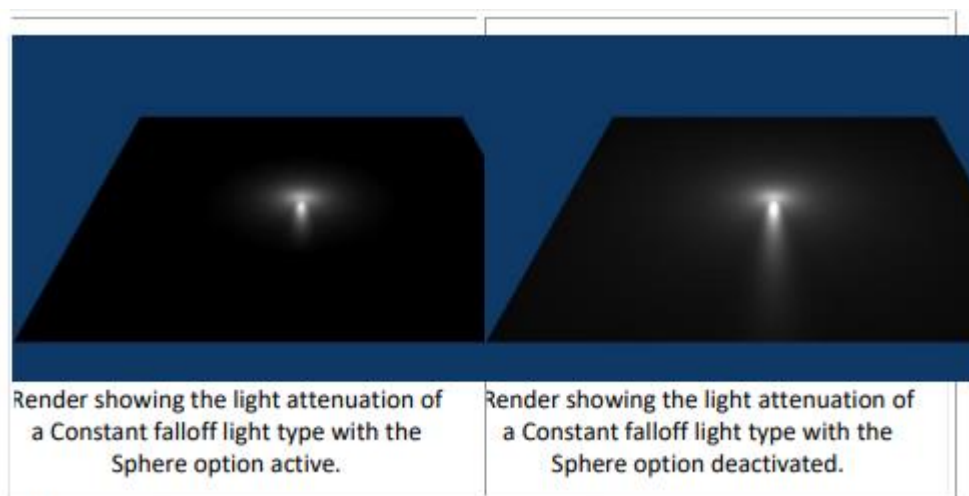 Render showing the light attenuation of
a Constant falloff light type with the
Sphere option active.
Render showing the light attenuation of
a Constant falloff light type with the
Sphere option deactivated.